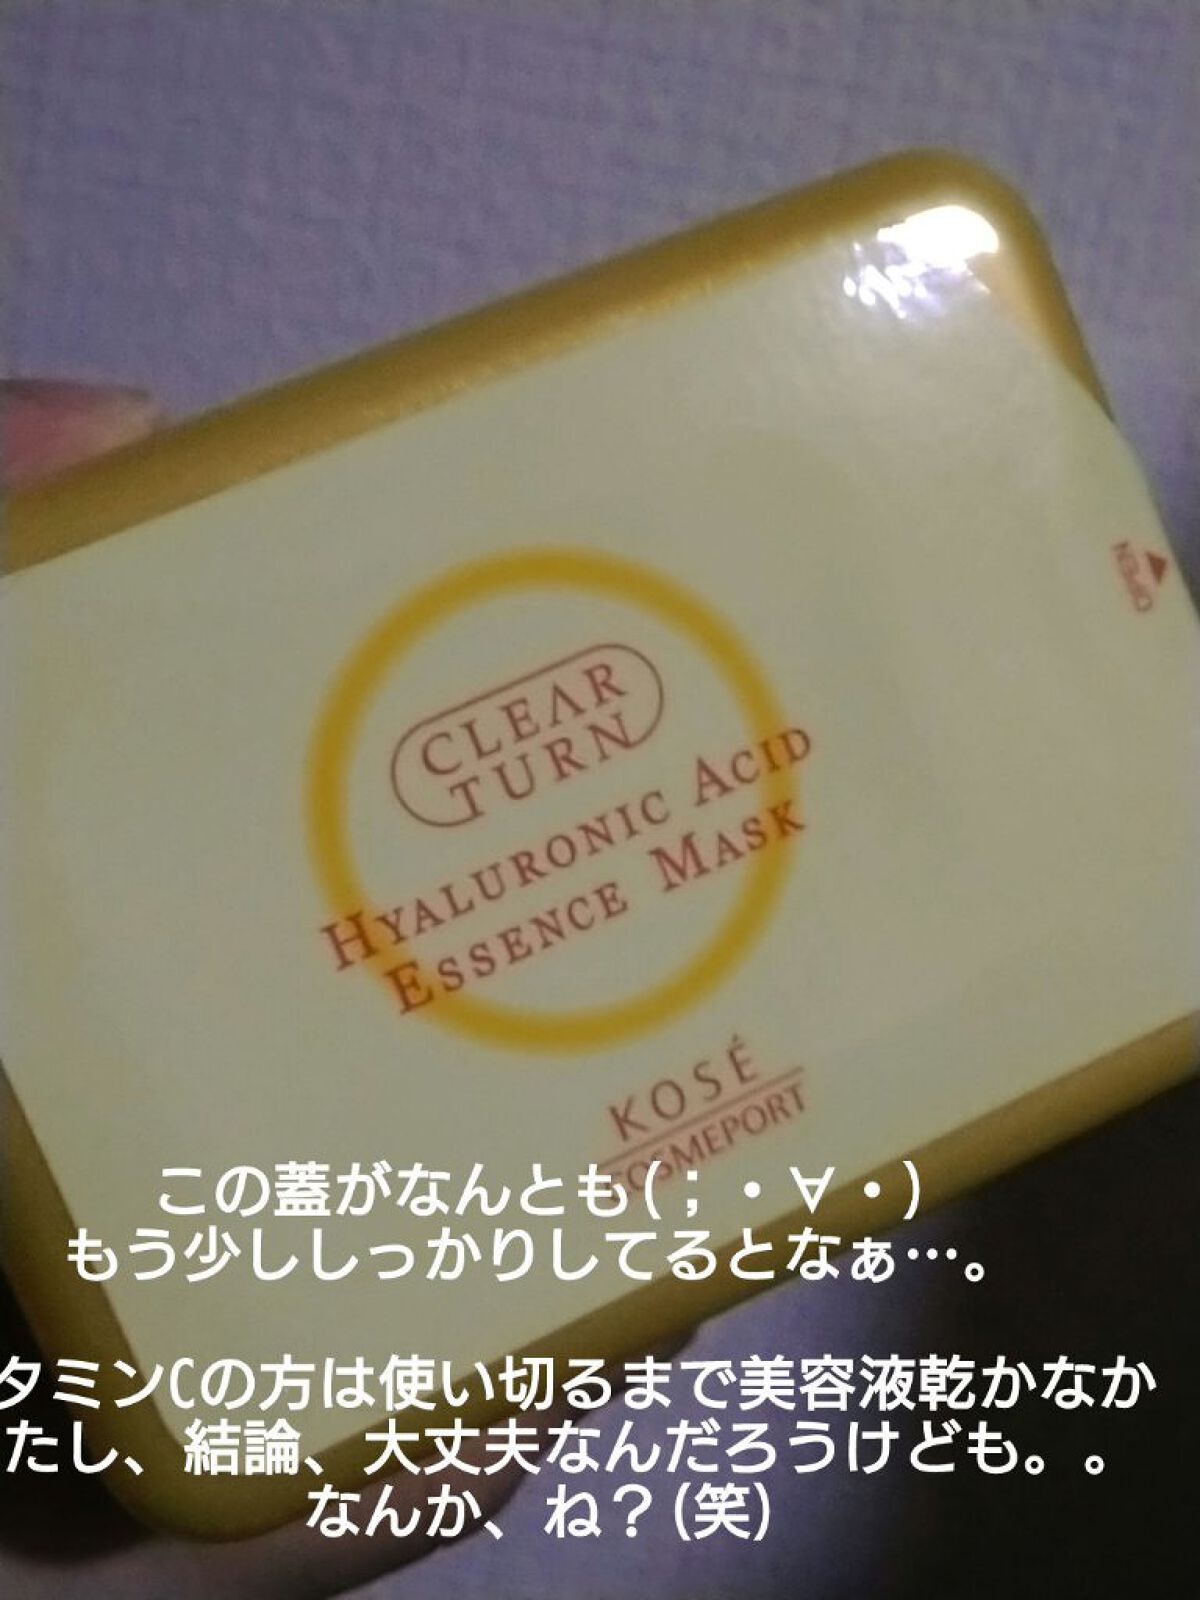 OPEN
CLEAR
TURN
HYALURONIC ACID
ESSENCE MASK
KOSÉ
COSMEPORT
この蓋がなんとも(；・∀・)
もう少ししっかりしてるとなぁ…。
タミンCの方は使い切るまで美容液乾かなか
たし、結論、大丈夫なんだろうけども。。
なんか、ね？(笑)